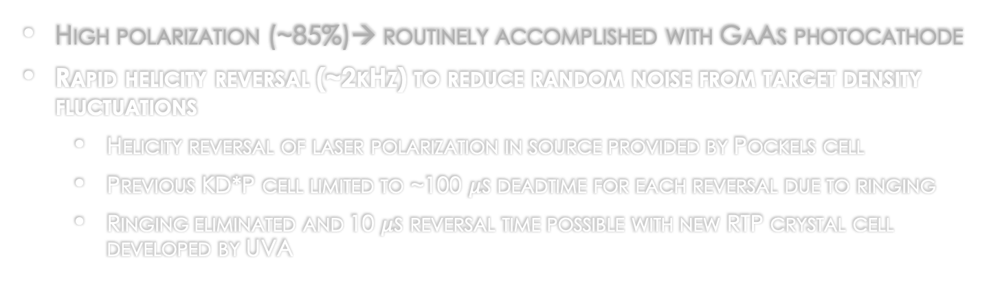 • High polarization (~85%)→ routinely accomplished with GaAs photocathode
• Rapid helicity reversal (~2kHz) to reduce random noise from target density
fluctuations
• Helicity reversal of laser polarization in source provided by Pockels cell
• Previous KD*P cell limited to ~100 μs deadtime for each reversal due to ringing
• Ringing eliminated and 10 μs reversal time possible with new RTP crystal cell
developed by UVA